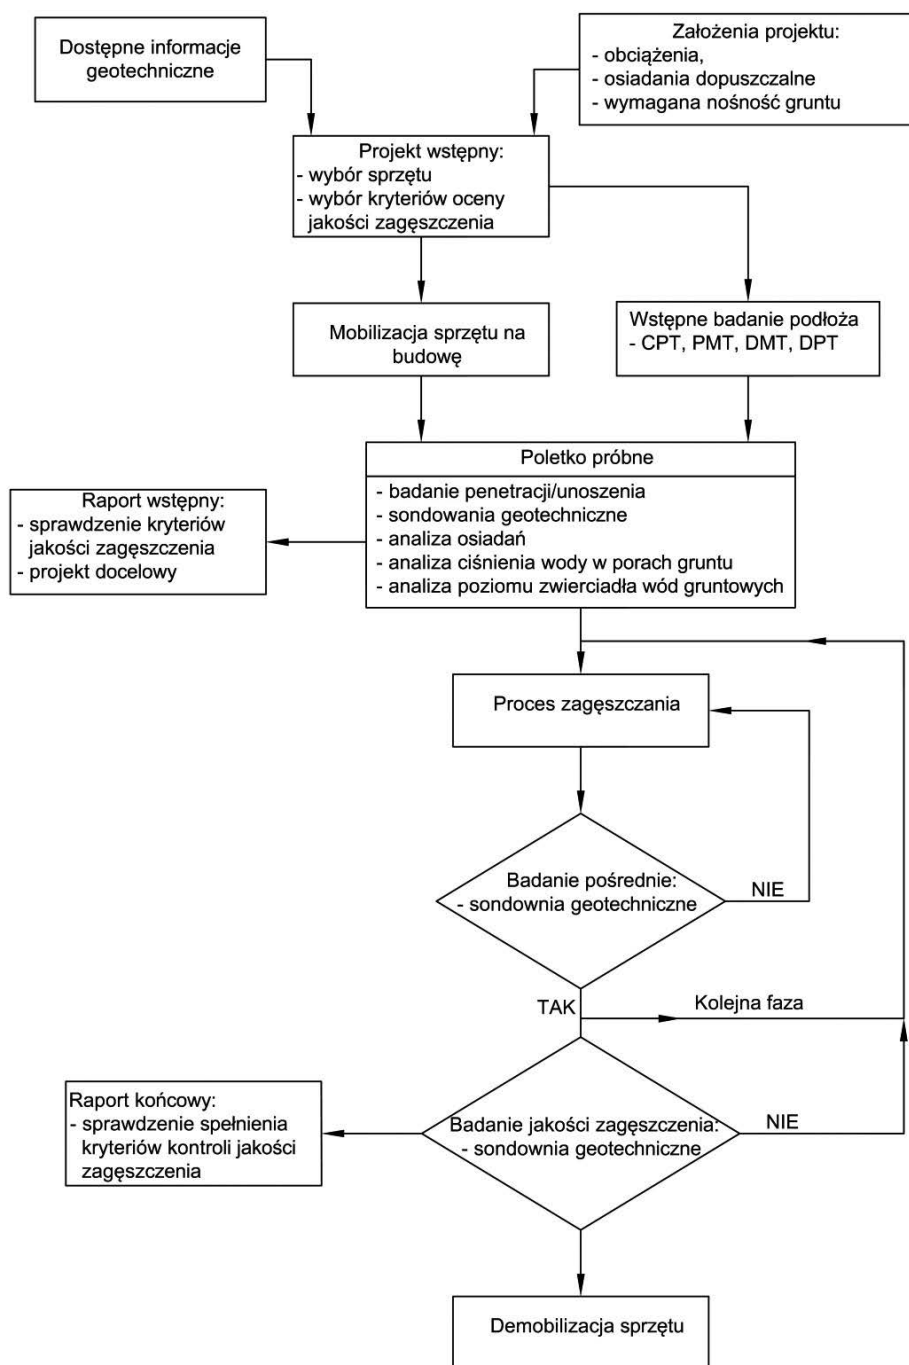 Dostępne informacje
geotechniczne
Założenia projektu:
- obciążenia,
- osiadania dopuszczalne
- wymagana nośność gruntu
Projekt wstępny:
- wybór sprzętu
- wybór kryteriów oceny
jakości zagęszczenia
Mobilizacja sprzętu na
budowę
Wstępne badanie podłoża
- CPT, PMT, DMT, DPT
Poletko próbne
- badanie penetracji/unoszenia
- sondowania geotechniczne
- analiza osiadań
- analiza ciśnienia wody w porach gruntu
- analiza poziomu zwierciadła wód gruntowych
Raport wstępny:
- sprawdzenie kryteriów
jakości zagęszczenia
- projekt docelowy
Proces zagęszczania
Badanie pośrednie:
- sondownia geotechniczne
NIE
TAK
Kolejna faza
Raport końcowy:
- sprawdzenie spełnienia
kryteriów kontroli jakości
zagęszczenia
Badanie jakości zagęszczenia:
- sondownia geotechniczne
NIE
Demobilizacja sprzętu